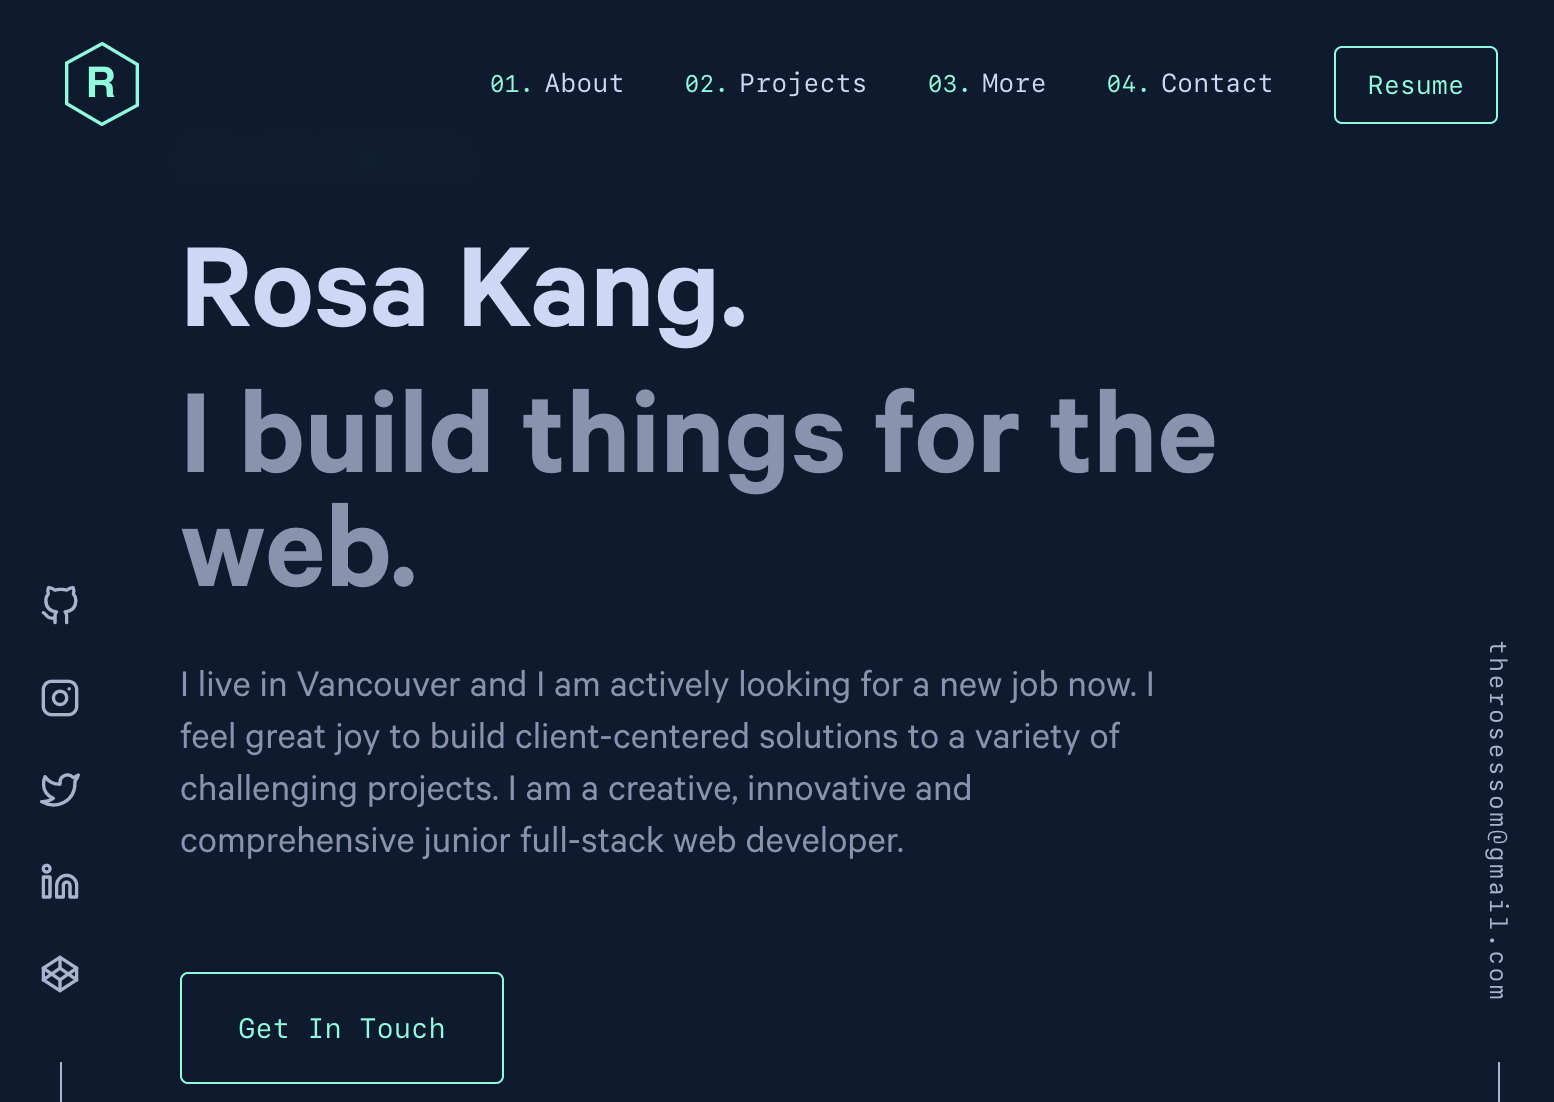 R
01. About 02. Projects 03. More 04. Contact Resume
Rosa Kang.
I build things for the
web.
I live in Vancouver and I am actively looking for a new job now. I
feel great joy to build client-centered solutions to a variety of
challenging projects. I am a creative, innovative and
comprehensive junior full-stack web developer.
Get In Touch
therosessom@gmail.com